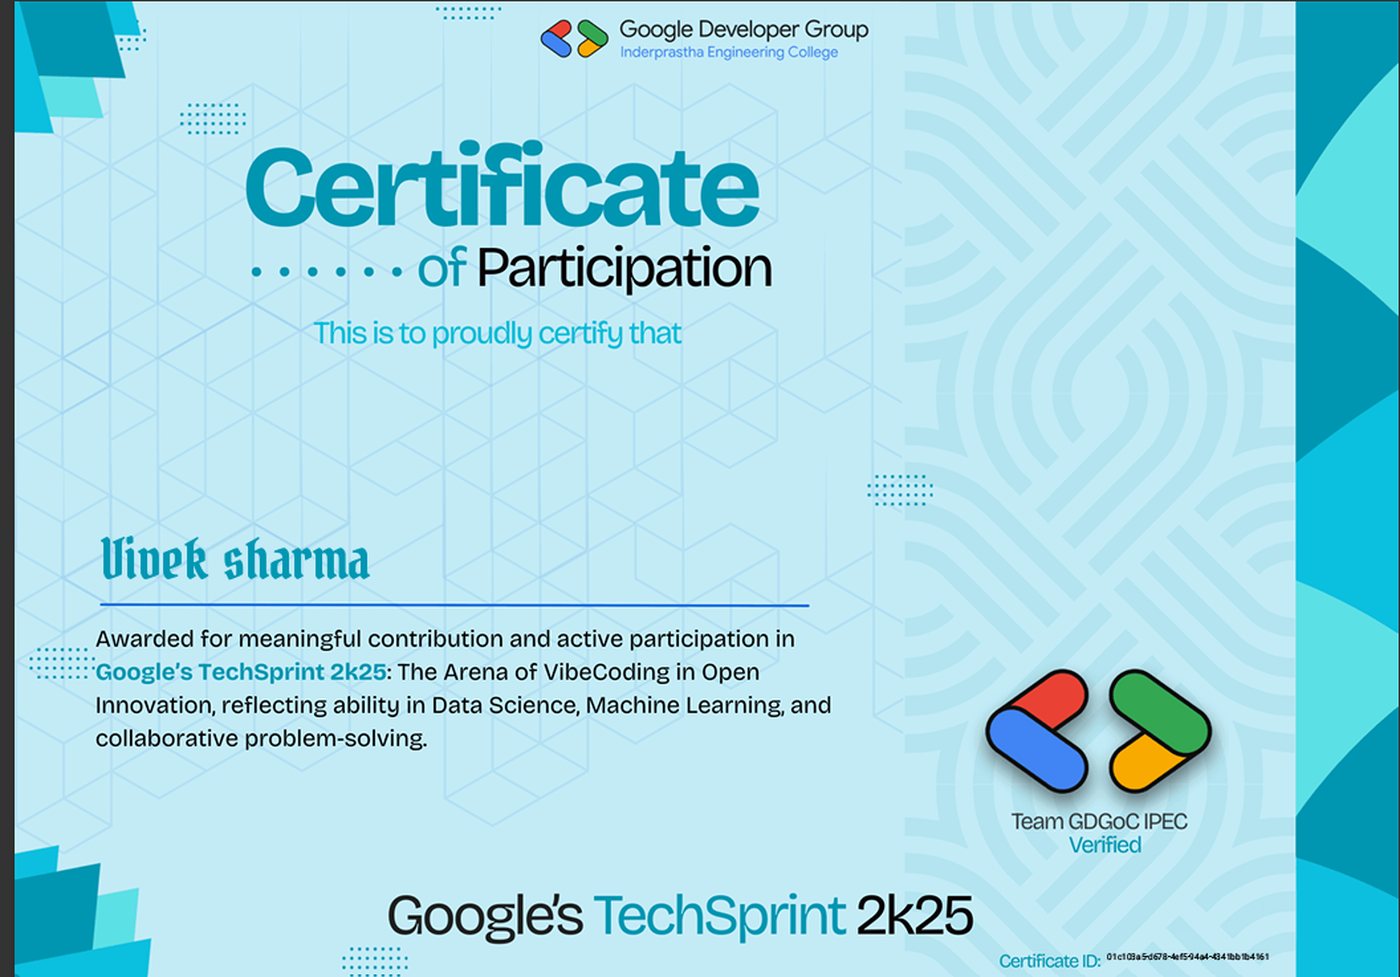 Google Developer Group
Inderprastha Engineering College
Certificate
of Participation
This is to proudly certify that
Vivek sharma
Awarded for meaningful contribution and active participation in
Google's TechSprint 2k25: The Arena of VibeCoding in Open
Innovation, reflecting ability in Data Science, Machine Learning, and
collaborative problem-solving.
Team GDGoC IPEC
Verified
Google's TechSprint 2k25
Certificate ID: